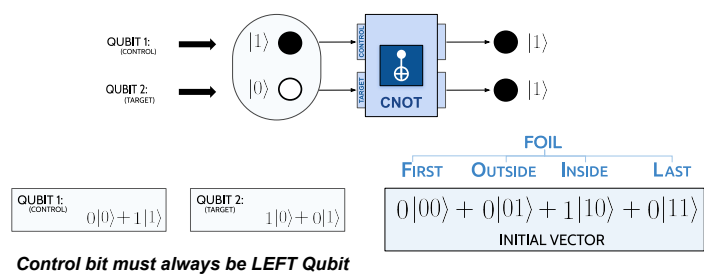 QUBIT 1:
(CONTROL)
|1⟩
CONTROL
|1⟩
QUBIT 2:
(TARGET)
|0⟩
TARGET
CNOT
|1⟩
FOIL
FIRST OUTSIDE INSIDE LAST
QUBIT 1:
(CONTROL)
0|0⟩ + 1|1⟩
QUBIT 2:
(TARGET)
1|0⟩ + 0|1⟩
0|00⟩ + 0|01⟩ + 1|10⟩ + 0|11⟩
INITIAL VECTOR
Control bit must always be LEFT Qubit